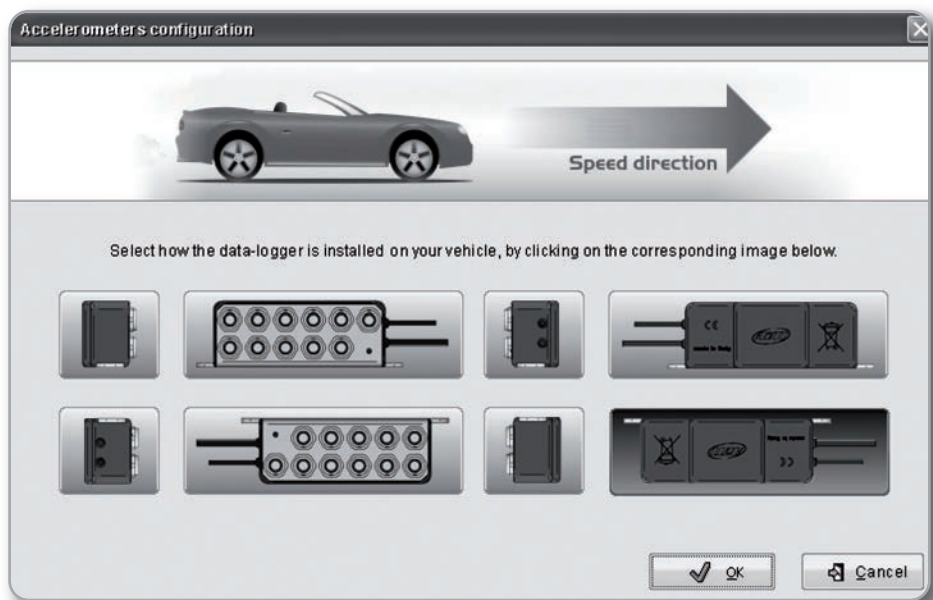 Accelerometers configuration
Speed direction
Select how the data-logger is installed on your vehicle, by clicking on the corresponding image below.
OK
Cancel